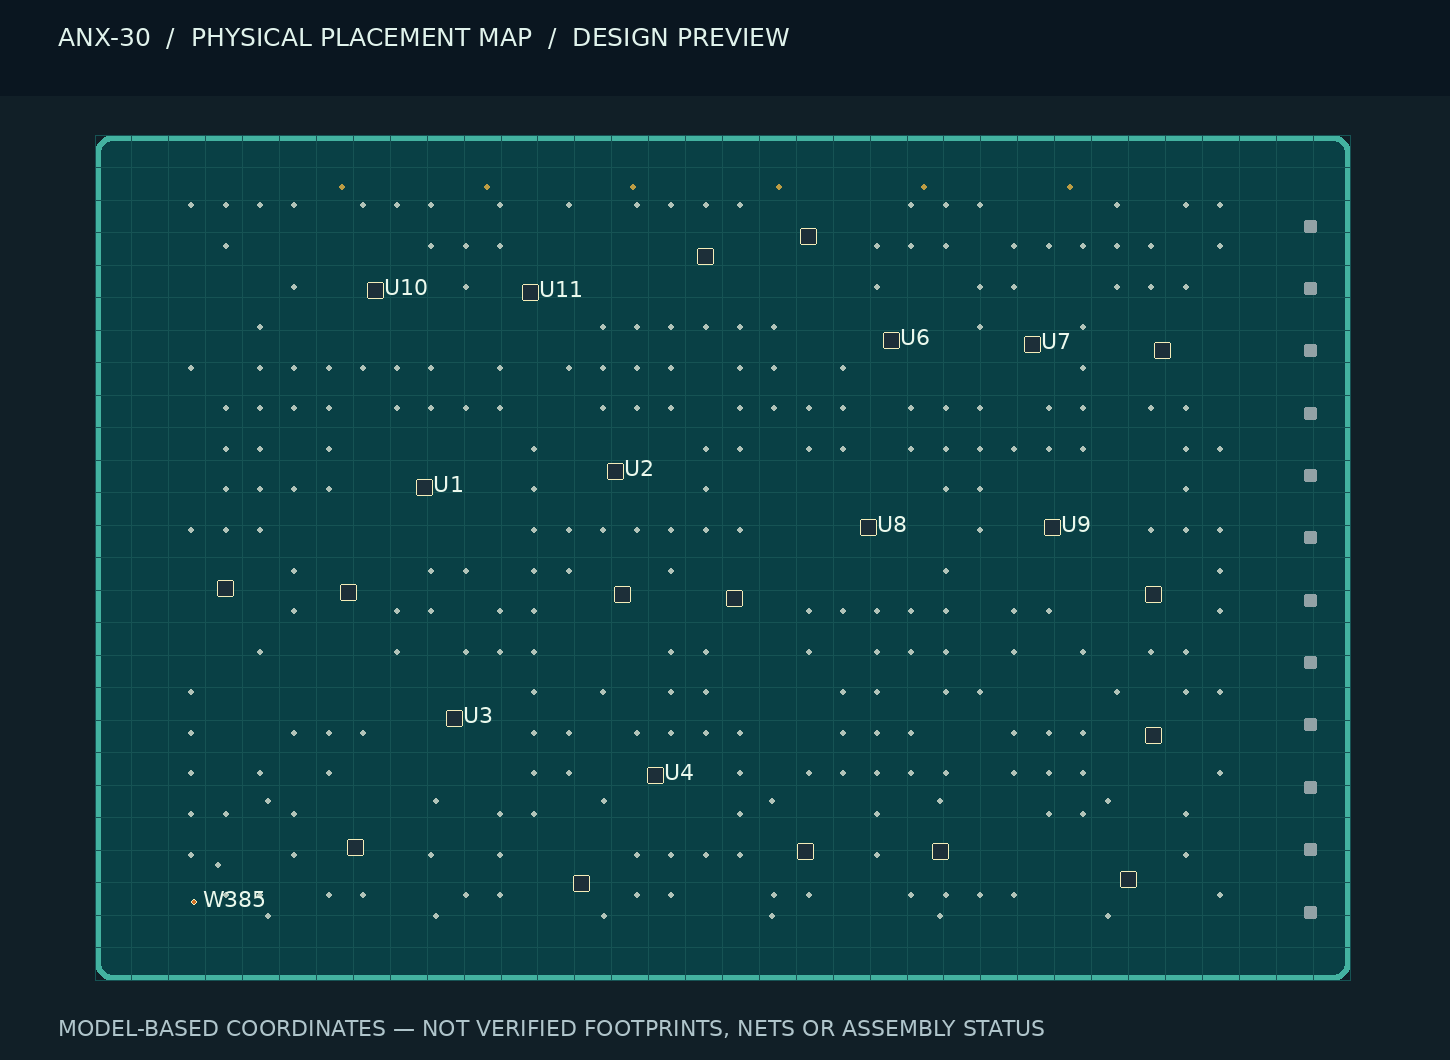 ANX-30 / PHYSICAL PLACEMENT MAP / DESIGN PREVIEW
U10
U11
U6
U7
U2
U1
U8
U9
U3
U4
W385
MODEL-BASED COORDINATES — NOT VERIFIED FOOTPRINTS, NETS OR ASSEMBLY STATUS